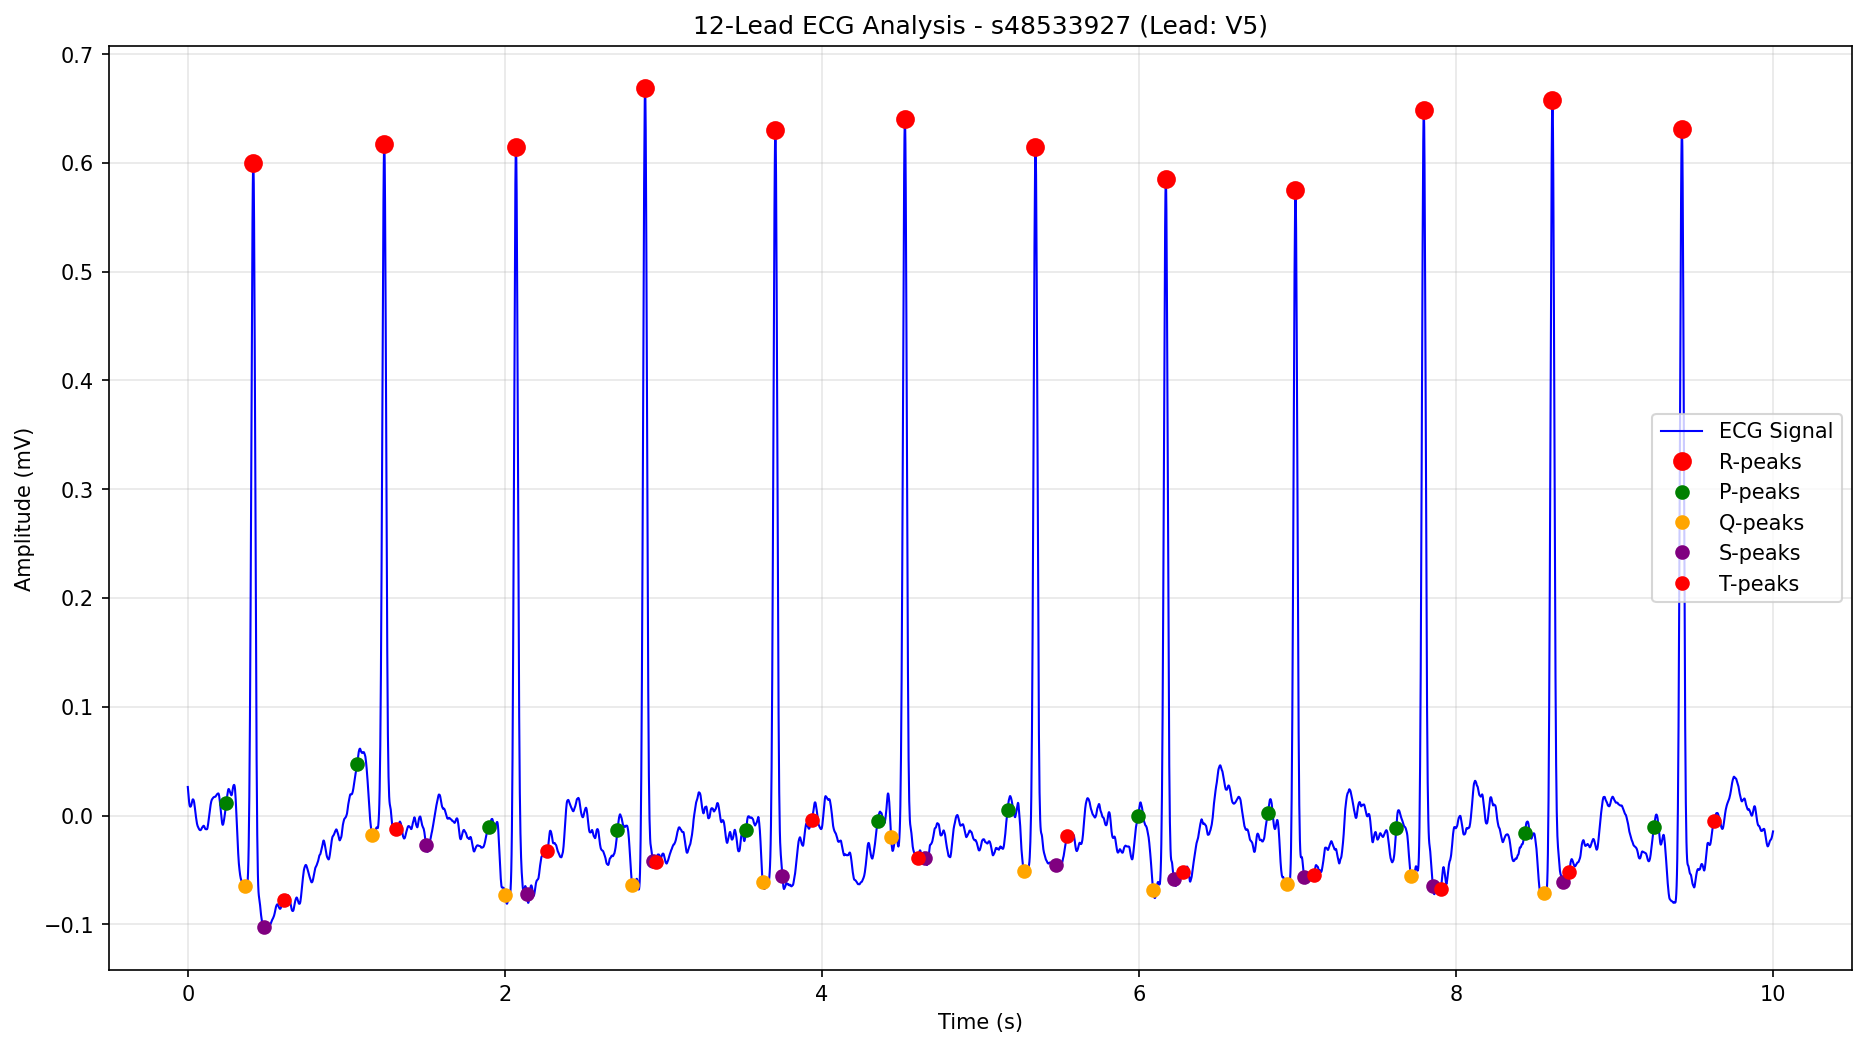 12-Lead ECG Analysis - s48533927 (Lead: V5)
Amplitude (mV)
0.7
0.6
0.5
0.4
0.3
0.2
0.1
0.0
−0.1
ECG Signal
R-peaks
P-peaks
Q-peaks
S-peaks
T-peaks
0 2 4 6 8 10
Time (s)